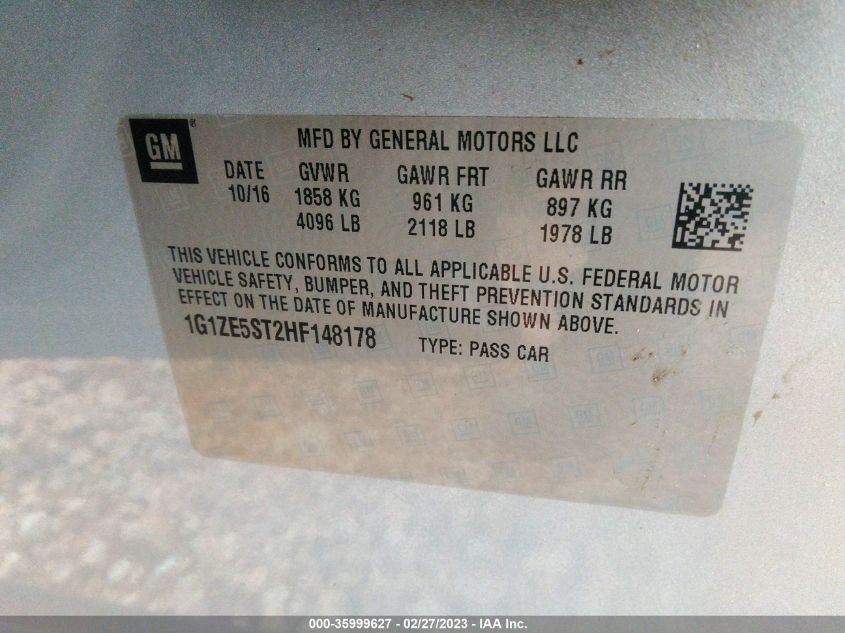 GM ®
MFD BY GENERAL MOTORS LLC
DATE GVWR GAWR FRT GAWR RR
10/16 1858 KG 961 KG 897 KG
4096 LB 2118 LB 1978 LB
THIS VEHICLE CONFORMS TO ALL APPLICABLE U.S. FEDERAL MOTOR
VEHICLE SAFETY, BUMPER, AND THEFT PREVENTION STANDARDS IN
EFFECT ON THE DATE OF MANUFACTURE SHOWN ABOVE.
1G1ZE5ST2HF148178 TYPE: PASS CAR
000-35999627 - 02/27/2023 - IAA Inc.